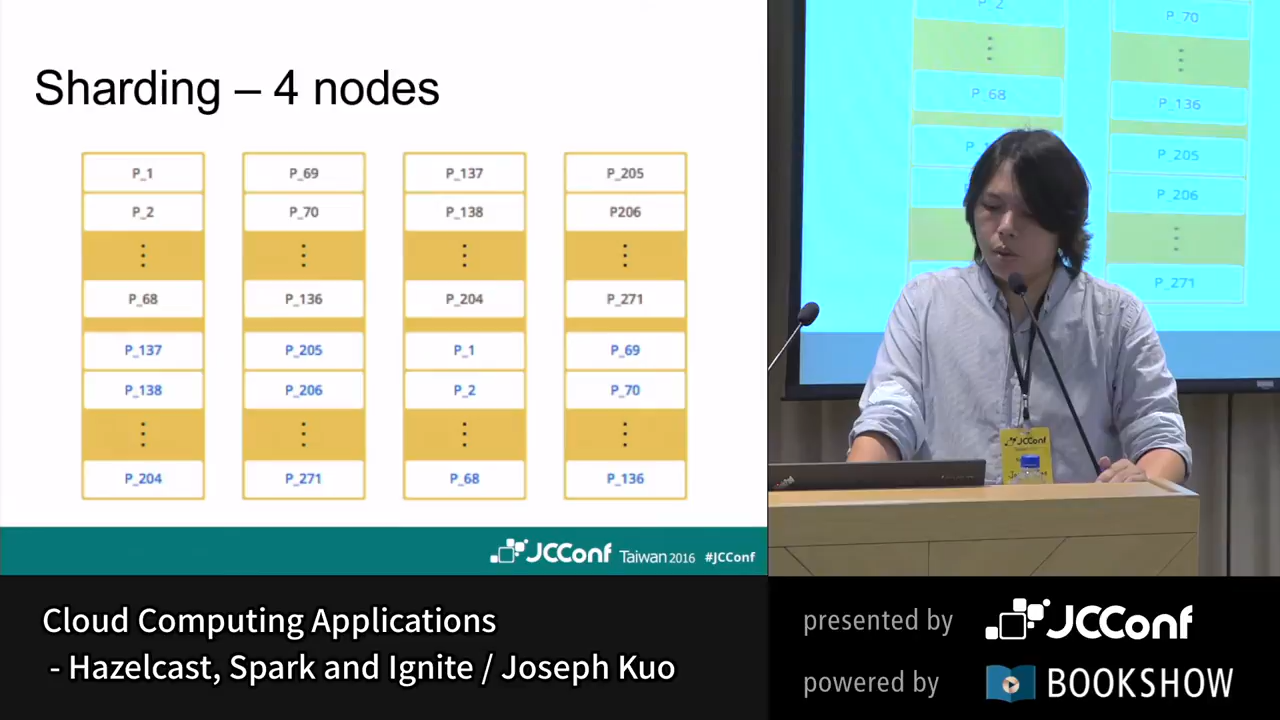 Sharding – 4 nodes
P_1 P_69 P_137 P_205
P_2 P_70 P_138 P206
P_68 P_136 P_204 P_271
P_137 P_205 P_1 P_69
P_138 P_206 P_2 P_70
P_204 P_271 P_68 P_136
JCConf Taiwan 2016 #JCConf
P_2 P_70
P_68 P_136
P_205
P_206
P_271
JCConf
Cloud Computing Applications
- Hazelcast, Spark and Ignite / Joseph Kuo
presented by JCConf
powered by BOOKSHOW